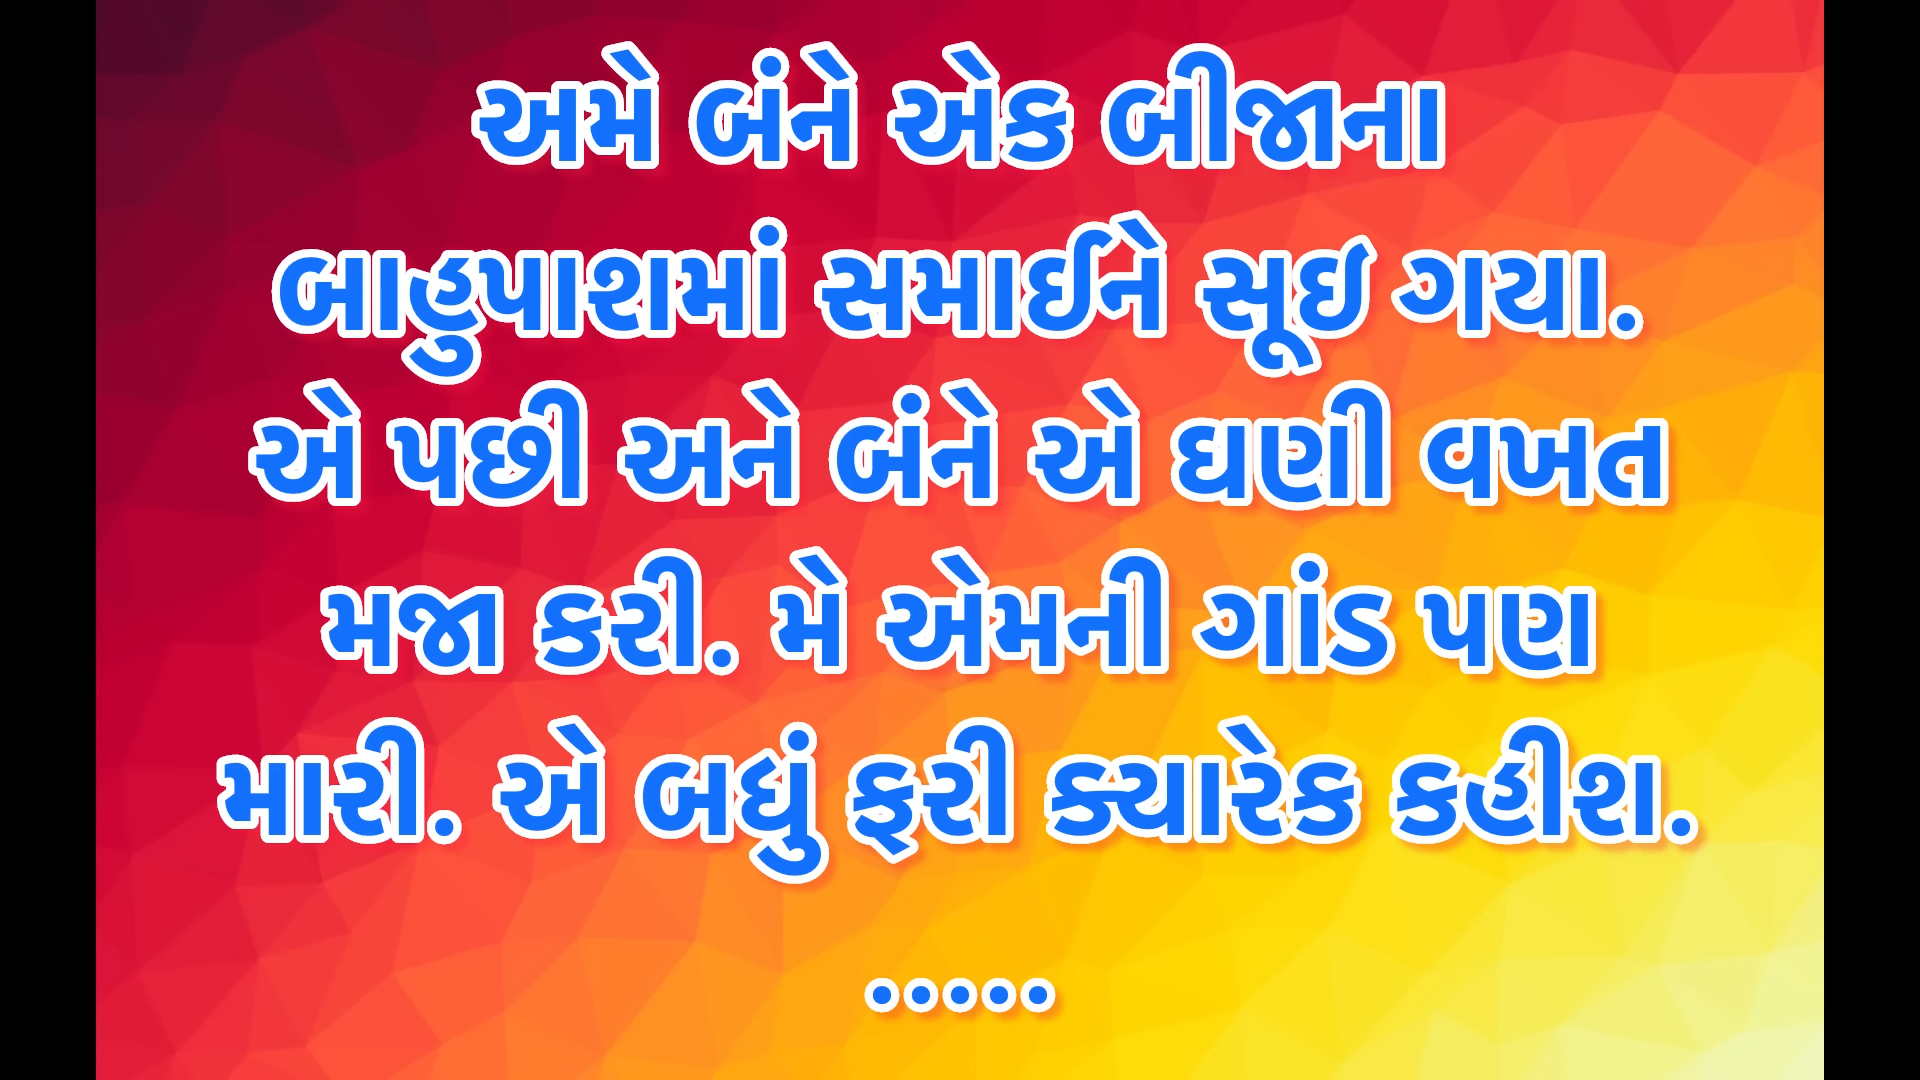 અમે બંને એક બીજાના
બાહુપાશમાં સમાઈને સૂઇ ગયા.
એ પછી અને બંને એ ઘણી વખત
મજા કરી. મે એમની ગાંડ પણ
મારી. એ બધું ફરી ક્યારેક કહીશ.
.....